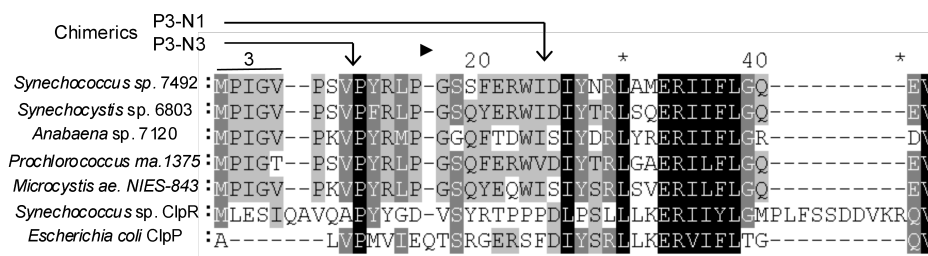 Chimerics P3-N1
P3-N3
3 20 * 40 *
Synechococcus sp. 7492 : MPIGV--PSVPYRLP-GSSFERWIDIYNRLAMERIIFLGQ----------EV
Synechocystis sp. 6803 : MPIGV--PSVPFRLP-GSQYERWIDIYTRLSQERIIFLGQ----------EV
Anabaena sp. 7120 : MPIGV--PKVPYRMP-GGQFTDWISIYDRLYRERIIFLGR----------DV
Prochlorococcus ma.1375 : MPIGT--PSVPYRLP-GSQFERWVDIYTRLGAERILFLGQ----------EV
Microcystis ae. NIES-843 : MPIGV--PKVPYRLP-GSQYEQWISIYSRLSVERIIFLGQ----------EV
Synechococcus sp. ClpR : MLESIQAVQAPYYGD-VSYRTPPPDLPSLLLKERIIYLGMPLFSSDDVKRQV
Escherichia coli ClpP : A-------LVPMVIEQTSRGERSFDIYSRLLKERVIFLTG----------QV